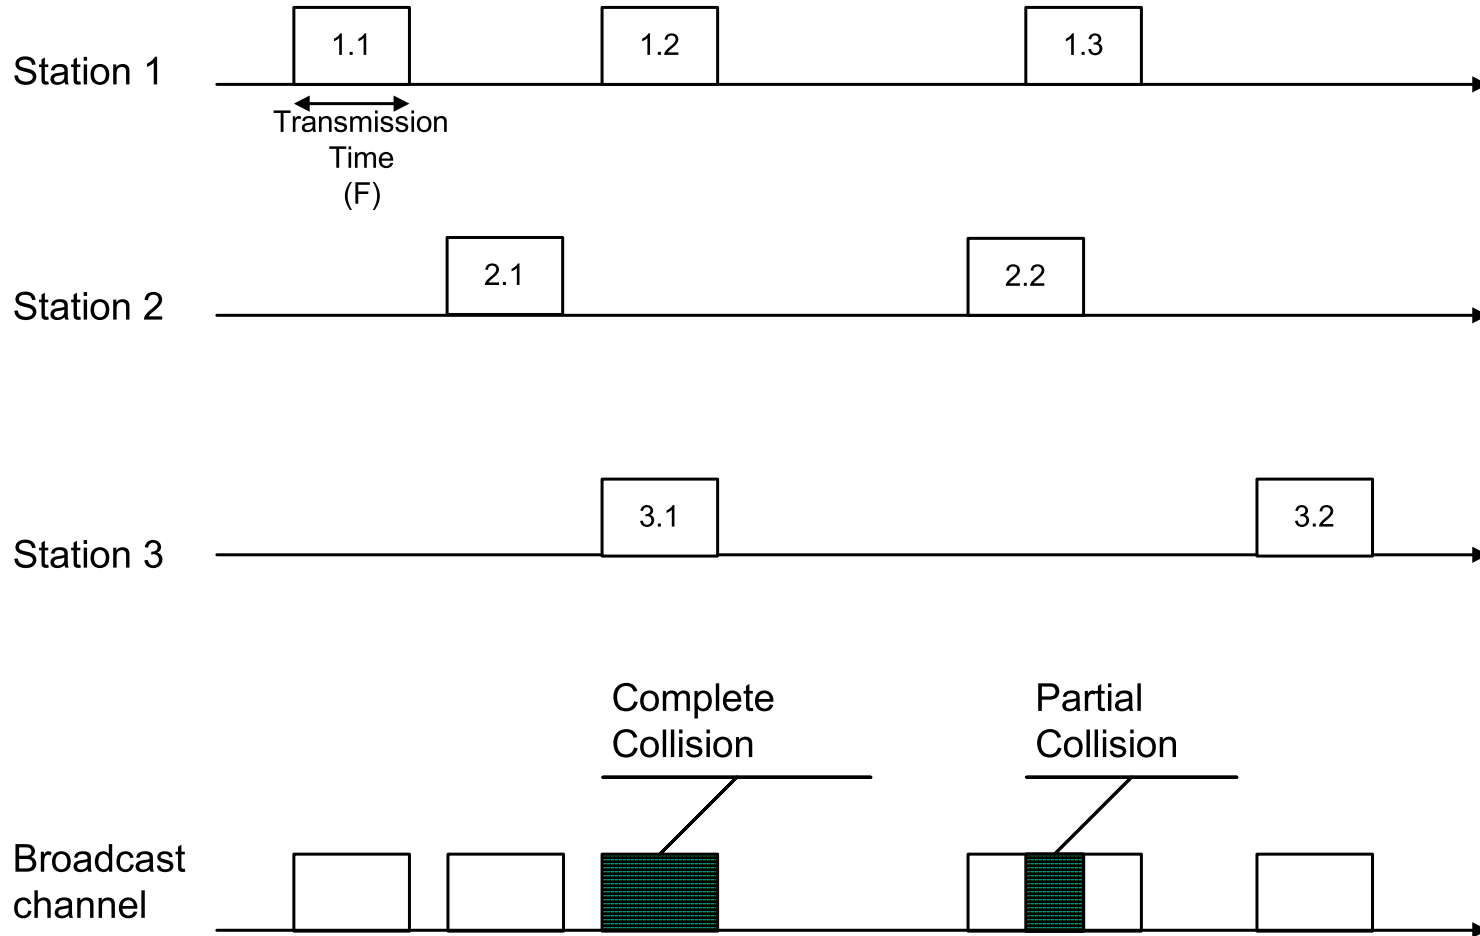 1.1
1.2
1.3
Station 1
Transmission
Time
(F)
2.1
2.2
Station 2
3.1
3.2
Station 3
Complete
Collision
Partial
Collision
Broadcast
channel